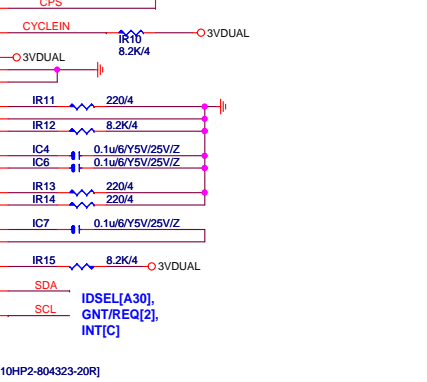 CPS
CYCLEIN
3VDUAL
IR10
8.2K/4
3VDUAL
IR11 220/4
IR12 8.2K/4
IC4 0.1u/6/Y5V/25V/Z
IC6 0.1u/6/Y5V/25V/Z
IR13 220/4
IR14 220/4
IC7 0.1u/6/Y5V/25V/Z
IR15 8.2K/4 3VDUAL
SDA
IDSEL[A30],
SCL
GNT/REQ[2],
INT[C]
10HP2-804323-20R]